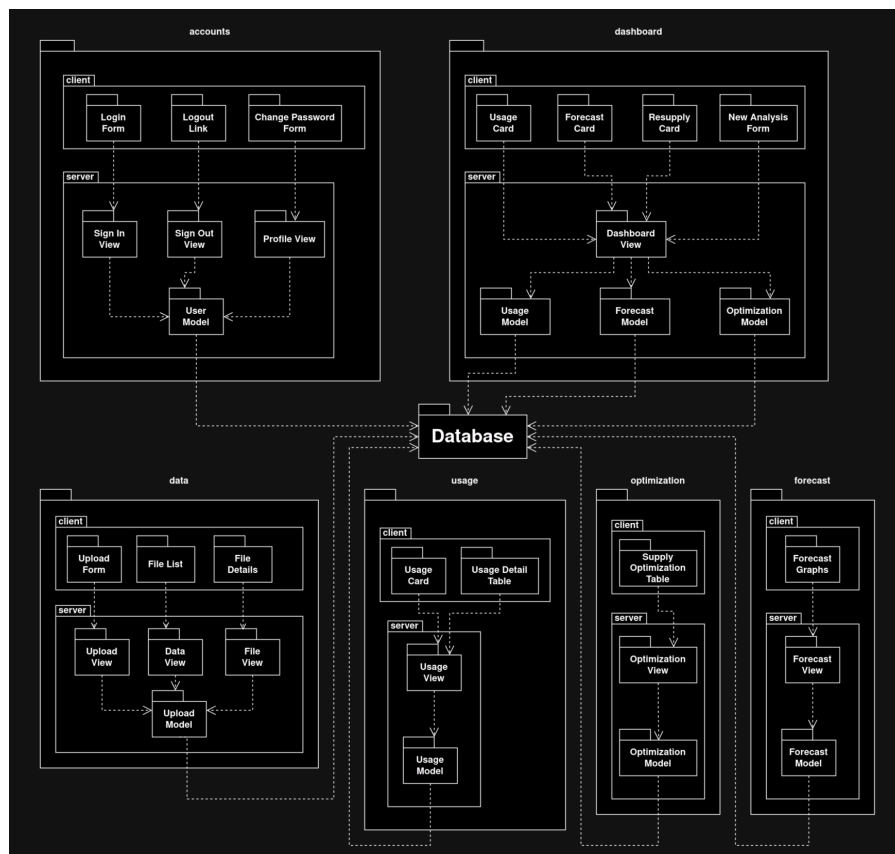 accounts
client
Login
Form
Logout
Link
Change Password
Form
server
Sign In
View
Sign Out
View
Profile View
User
Model
dashboard
client
Usage
Card
Forecast
Card
Resupply
Card
New Analysis
Form
server
Dashboard
View
Usage
Model
Forecast
Model
Optimization
Model
Database
data
client
Upload
Form
File List
File
Details
server
Upload
View
Data
View
File
View
Upload
Model
usage
client
Usage
Card
Usage Detail
Table
server
Usage
View
Usage
Model
optimization
client
Supply
Optimization
Table
server
Optimization
View
Optimization
Model
forecast
client
Forecast
Graphs
server
Forecast
View
Forecast
Model